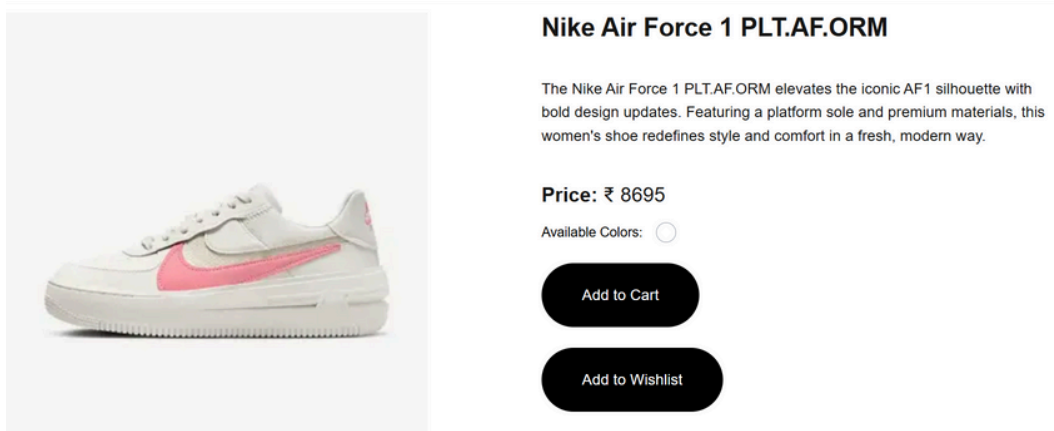 Nike Air Force 1 PLT.AF.ORM
The Nike Air Force 1 PLT.AF.ORM elevates the iconic AF1 silhouette with
bold design updates. Featuring a platform sole and premium materials, this
women's shoe redefines style and comfort in a fresh, modern way.
Price: ₹ 8695
Available Colors:
Add to Cart
Add to Wishlist